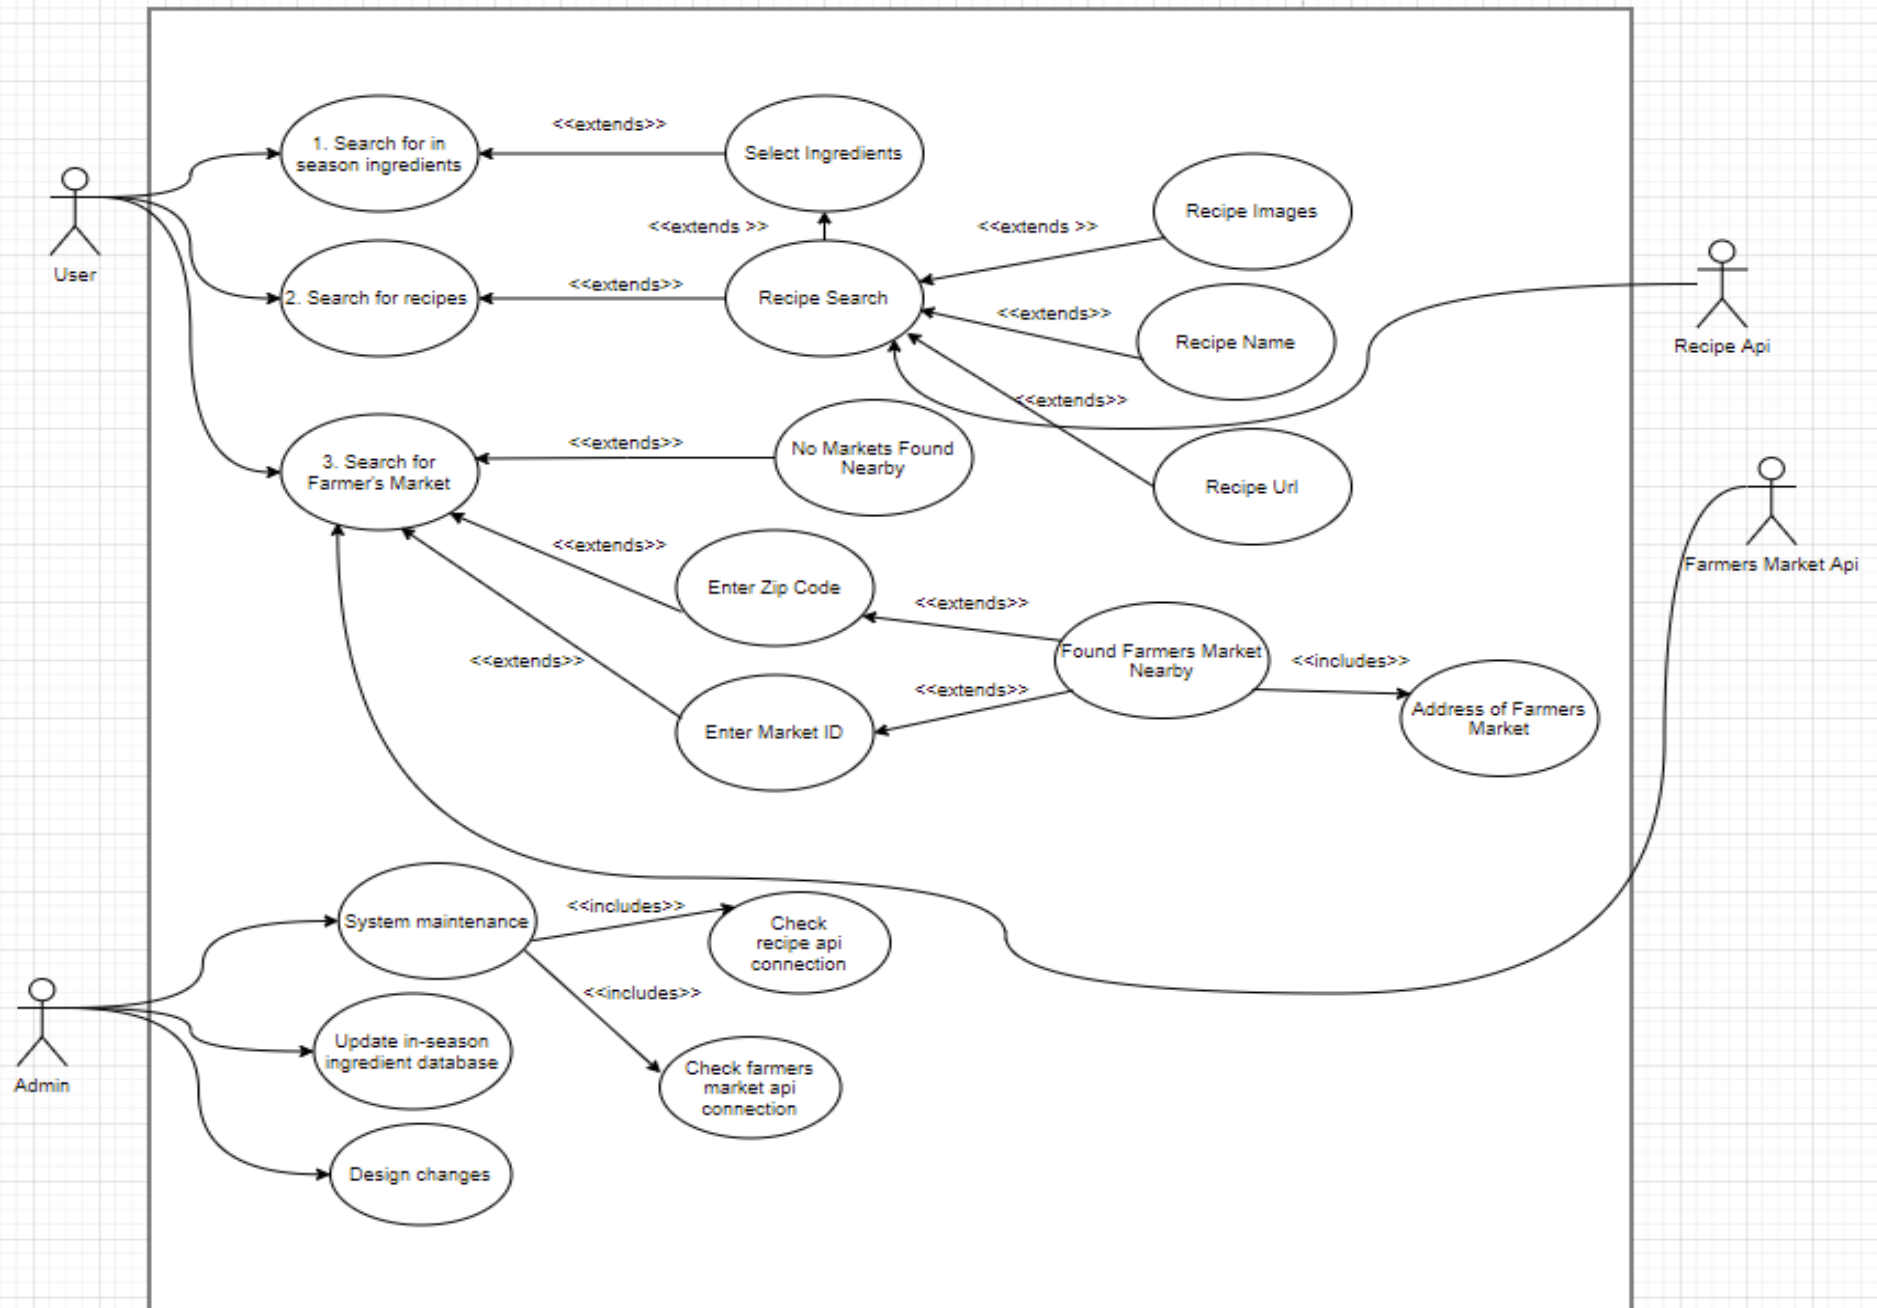 <<extends>>
1. Search for in
season ingredients
Select Ingredients
<<extends >>
<<extends >>
Recipe Images
User
2. Search for recipes
<<extends>>
Recipe Search
<<extends>>
Recipe Name
Recipe Api
<<extends>>
3. Search for
Farmer's Market
<<extends>>
No Markets Found
Nearby
Recipe Url
<<extends>>
Enter Zip Code
<<extends>>
Farmers Market Api
<<extends>>
Found Farmers Market
Nearby
<<includes>>
<<extends>>
Enter Market ID
Address of Farmers
Market
System maintenance
<<includes>>
Check
recipe api
connection
<<includes>>
Admin
Update in-season
ingredient database
Check farmers
market api
connection
Design changes